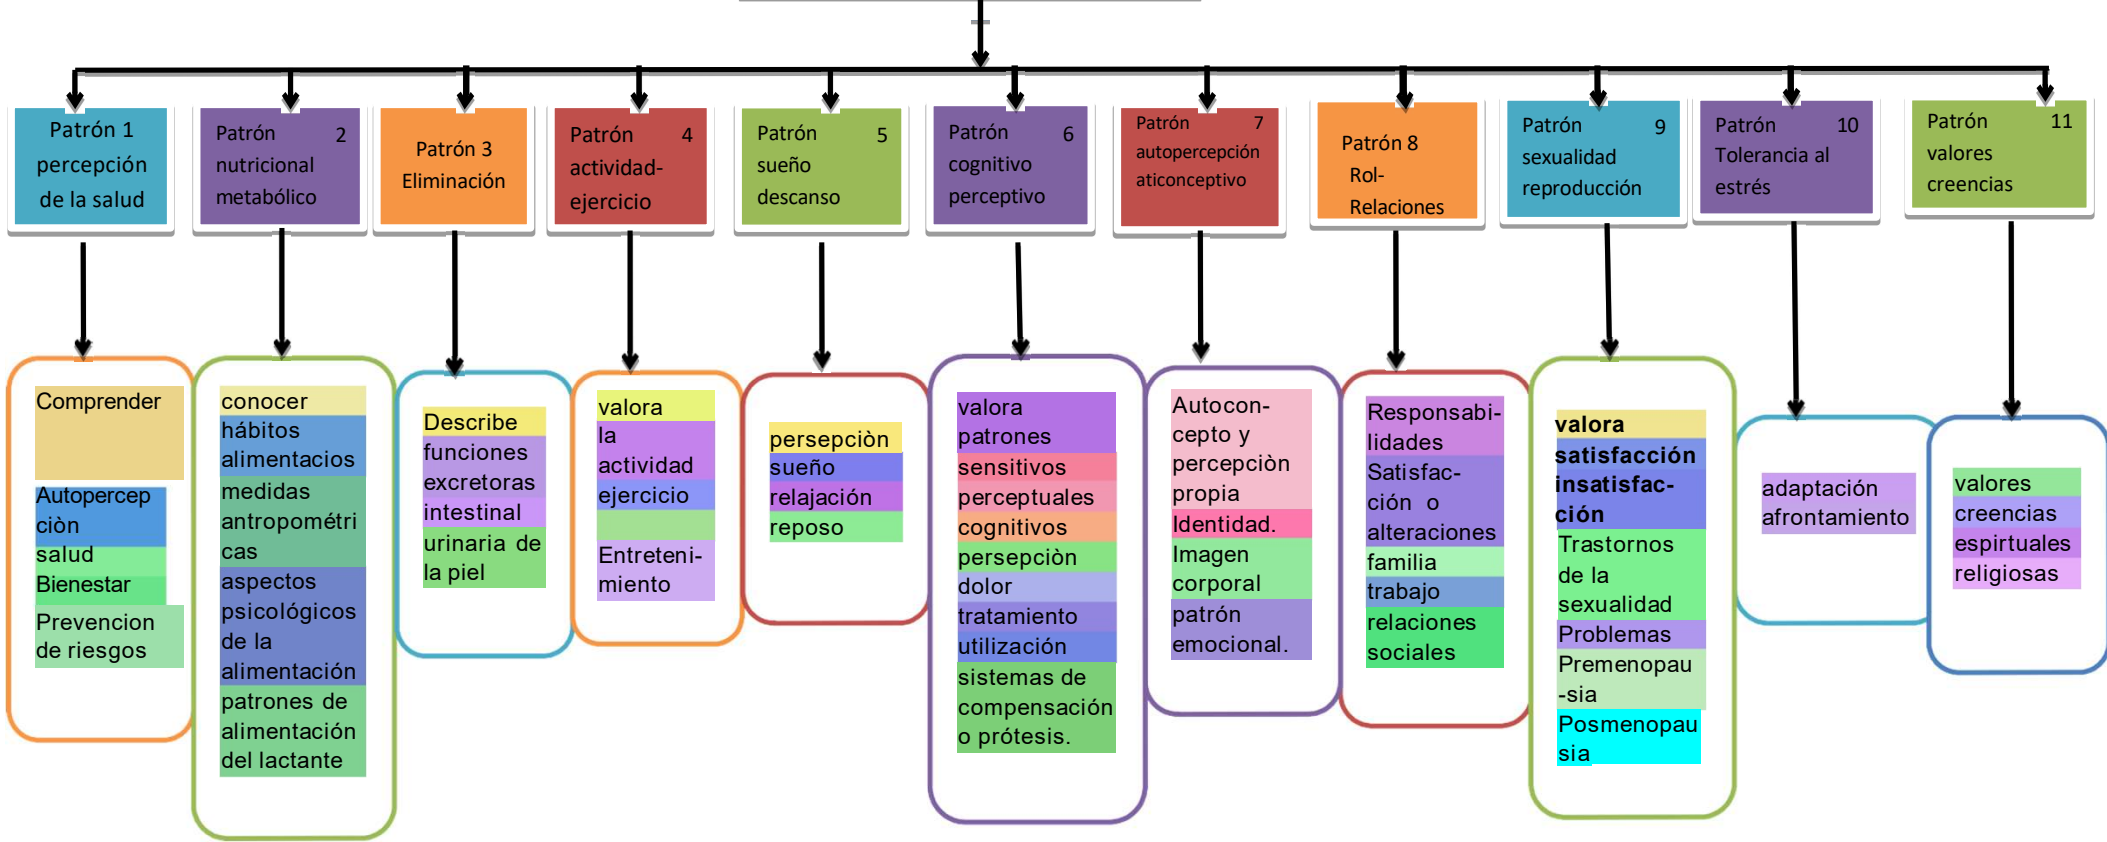 Patrón 1
percepción
de la salud
Patrón 2
nutricional
metabólico
Patrón 3
Eliminación
Patrón 4
actividad-
ejercicio
Patrón 5
sueño
descanso
Patrón 6
cognitivo
perceptivo
Patrón 7
autopercepción
aticonceptivo
Patrón 8
Rol-
Relaciones
Patrón 9
sexualidad
reproducción
Patrón 10
Tolerancia al
estrés
Patrón 11
valores
creencias
Comprender
Autopercep
ciòn
salud
Bienestar
Prevencion
de riesgos
conocer
hábitos
alimentacios
medidas
antropométri
cas
aspectos
psicológicos
de la
alimentación
patrones de
alimentación
del lactante
Describe
funciones
excretoras
intestinal
urinaria de
la piel
valora
la
actividad
ejercicio
Entreteni-
miento
persepciòn
sueño
relajación
reposo
valora
patrones
sensitivos
perceptuales
cognitivos
persepciòn
dolor
tratamiento
utilización
sistemas de
compensación
o prótesis.
Autocon-
cepto y
percepciòn
propia
Identidad.
Imagen
corporal
patrón
emocional.
Responsabi-
lidades
Satisfac-
ción o
alteraciones
familia
trabajo
relaciones
sociales
valora
satisfacción
insatisfac-
ción
Trastornos
de la
sexualidad
Problemas
Premenopau
-sia
Posmenopau
sia
adaptación
afrontamiento
valores
creencias
espirtuales
religiosas